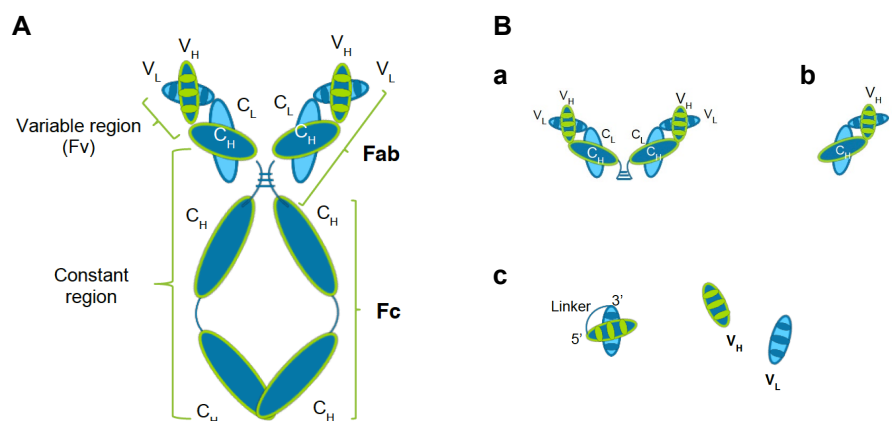 A
V_H
V_L
C_L
C_H
Variable region
(Fv)
V_H
V_L
C_L
C_H
Fab
C_H
C_H
Constant
region
Fc
C_H
C_H
B
a
V_H
V_L
C_L
C_H
V_H
V_L
C_L
C_H
b
V_H
C_H
c
Linker
3’
5’
V_H
V_L